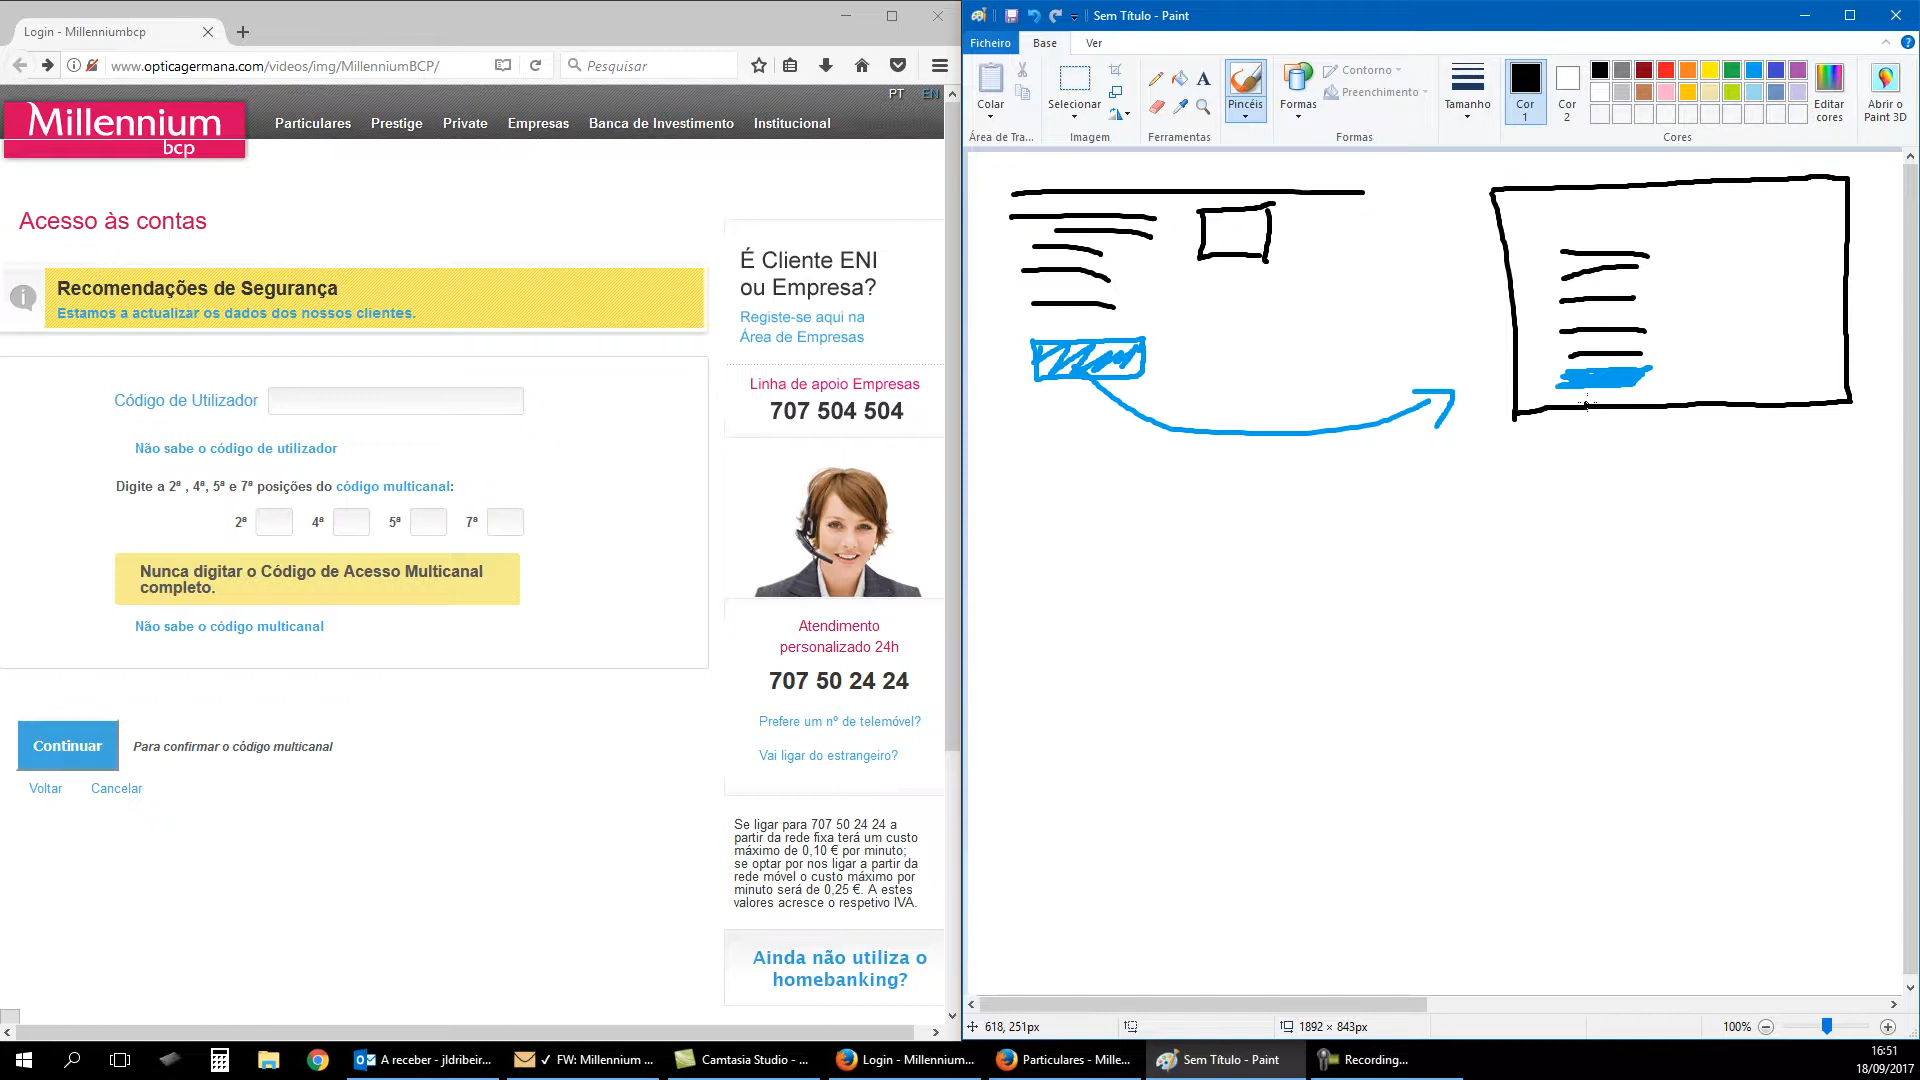 Login - Millenniumbcp
www.opticagermana.com/videos/img/MillenniumBCP/
Pesquisar
PT EN
Millennium
bcp
Particulares Prestige Private Empresas Banca de Investimento Institucional
Acesso às contas
Recomendações de Segurança
Estamos a actualizar os dados dos nossos clientes.
Código de Utilizador
Não sabe o código de utilizador
Digite a 2ª , 4ª, 5ª e 7ª posições do código multicanal:
2ª 4ª 5ª 7ª
Nunca digitar o Código de Acesso Multicanal
completo.
Não sabe o código multicanal
Continuar
Para confirmar o código multicanal
Voltar Cancelar
É Cliente ENI
ou Empresa?
Registe-se aqui na
Área de Empresas
Linha de apoio Empresas
707 504 504
Atendimento
personalizado 24h
707 50 24 24
Prefere um nº de telemóvel?
Vai ligar do estrangeiro?
Se ligar para 707 50 24 24 a
partir da rede fixa terá um custo
máximo de 0,10 € por minuto;
se optar por nos ligar a partir da
rede móvel o custo máximo por
minuto será de 0,25 €. A estes
valores acresce o respetivo IVA.
Ainda não utiliza o
homebanking?
Sem Título - Paint
Ficheiro Base Ver
Colar
Selecionar
Pincéis
Formas
Contorno
Preenchimento
Tamanho
Cor
1
Cor
2
Editar
cores
Abrir o
Paint 3D
Área de Tra... Imagem Ferramentas Formas Cores
618, 251px
1892 × 843px
100%
A receber - jldribeir...
✓ FW: Millennium ...
Camtasia Studio - ...
Login - Millennium...
Particulares - Mille...
Sem Título - Paint
Recording...
16:51
18/09/2017